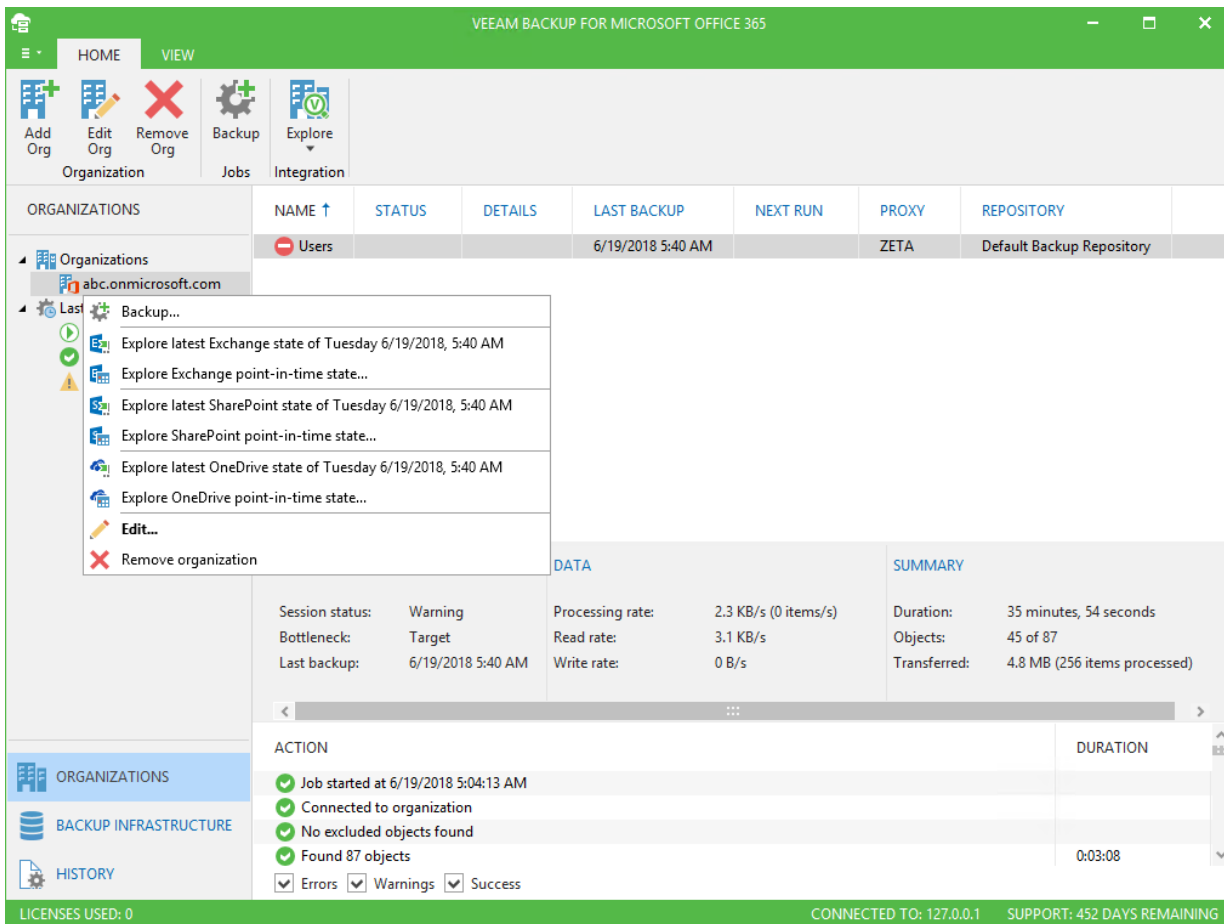 VEEAM BACKUP FOR MICROSOFT OFFICE 365
HOME VIEW
Add Org
Edit Org
Remove Org
Backup
Explore
Organization
Jobs
Integration
ORGANIZATIONS
NAME STATUS DETAILS LAST BACKUP NEXT RUN PROXY REPOSITORY
Users 6/19/2018 5:40 AM ZETA Default Backup Repository
Organizations
abc.onmicrosoft.com
Last
Backup...
Explore latest Exchange state of Tuesday 6/19/2018, 5:40 AM
Explore Exchange point-in-time state...
Explore latest SharePoint state of Tuesday 6/19/2018, 5:40 AM
Explore SharePoint point-in-time state...
Explore latest OneDrive state of Tuesday 6/19/2018, 5:40 AM
Explore OneDrive point-in-time state...
Edit...
Remove organization
DATA SUMMARY
Session status: Warning Processing rate: 2.3 KB/s (0 items/s) Duration: 35 minutes, 54 seconds
Bottleneck: Target Read rate: 3.1 KB/s Objects: 45 of 87
Last backup: 6/19/2018 5:40 AM Write rate: 0 B/s Transferred: 4.8 MB (256 items processed)
ACTION DURATION
Job started at 6/19/2018 5:04:13 AM
Connected to organization
No excluded objects found
Found 87 objects 0:03:08
Errors Warnings Success
ORGANIZATIONS
BACKUP INFRASTRUCTURE
HISTORY
LICENSES USED: 0 CONNECTED TO: 127.0.0.1 SUPPORT: 452 DAYS REMAINING